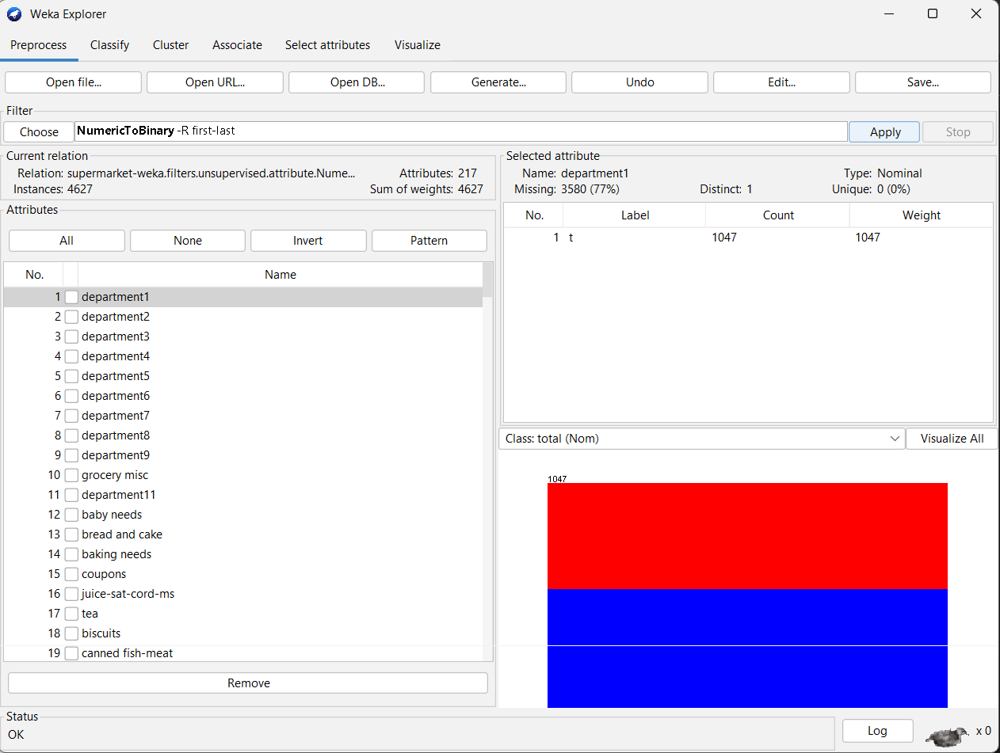 Weka Explorer
Preprocess Classify Cluster Associate Select attributes Visualize
Open file... Open URL... Open DB... Generate... Undo Edit... Save...
Filter
Choose NumericToBinary -R first-last Apply Stop
Current relation
Relation: supermarket-weka.filters.unsupervised.attribute.Nume... Attributes: 217
Instances: 4627 Sum of weights: 4627
Attributes
All None Invert Pattern
No. Name
1 department1
2 department2
3 department3
4 department4
5 department5
6 department6
7 department7
8 department8
9 department9
10 grocery misc
11 department11
12 baby needs
13 bread and cake
14 baking needs
15 coupons
16 juice-sat-cord-ms
17 tea
18 biscuits
19 canned fish-meat
Remove
Selected attribute
Name: department1 Type: Nominal
Missing: 3580 (77%) Distinct: 1 Unique: 0 (0%)
No. Label Count Weight
1 t 1047 1047
Class: total (Nom) Visualize All
1047
Status
OK
Log x 0